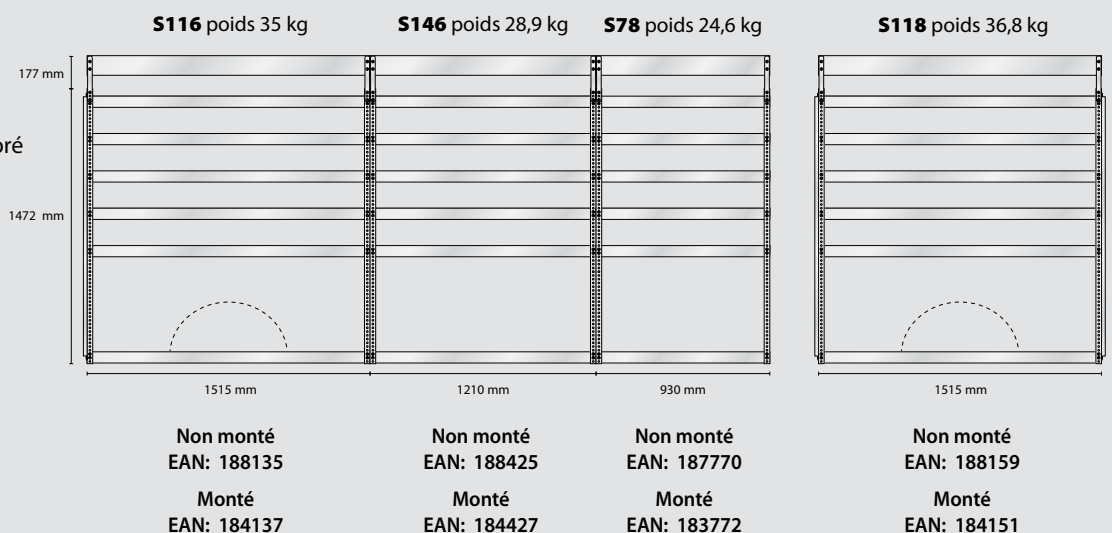 S116 poids 35 kg
S146 poids 28,9 kg
S78 poids 24,6 kg
S118 poids 36,8 kg
177 mm
oré
1472 mm
1515 mm
1210 mm
930 mm
1515 mm
Non monté
EAN: 188135
Monté
EAN: 184137
Non monté
EAN: 188425
Monté
EAN: 184427
Non monté
EAN: 187770
Monté
EAN: 183772
Non monté
EAN: 188159
Monté
EAN: 184151